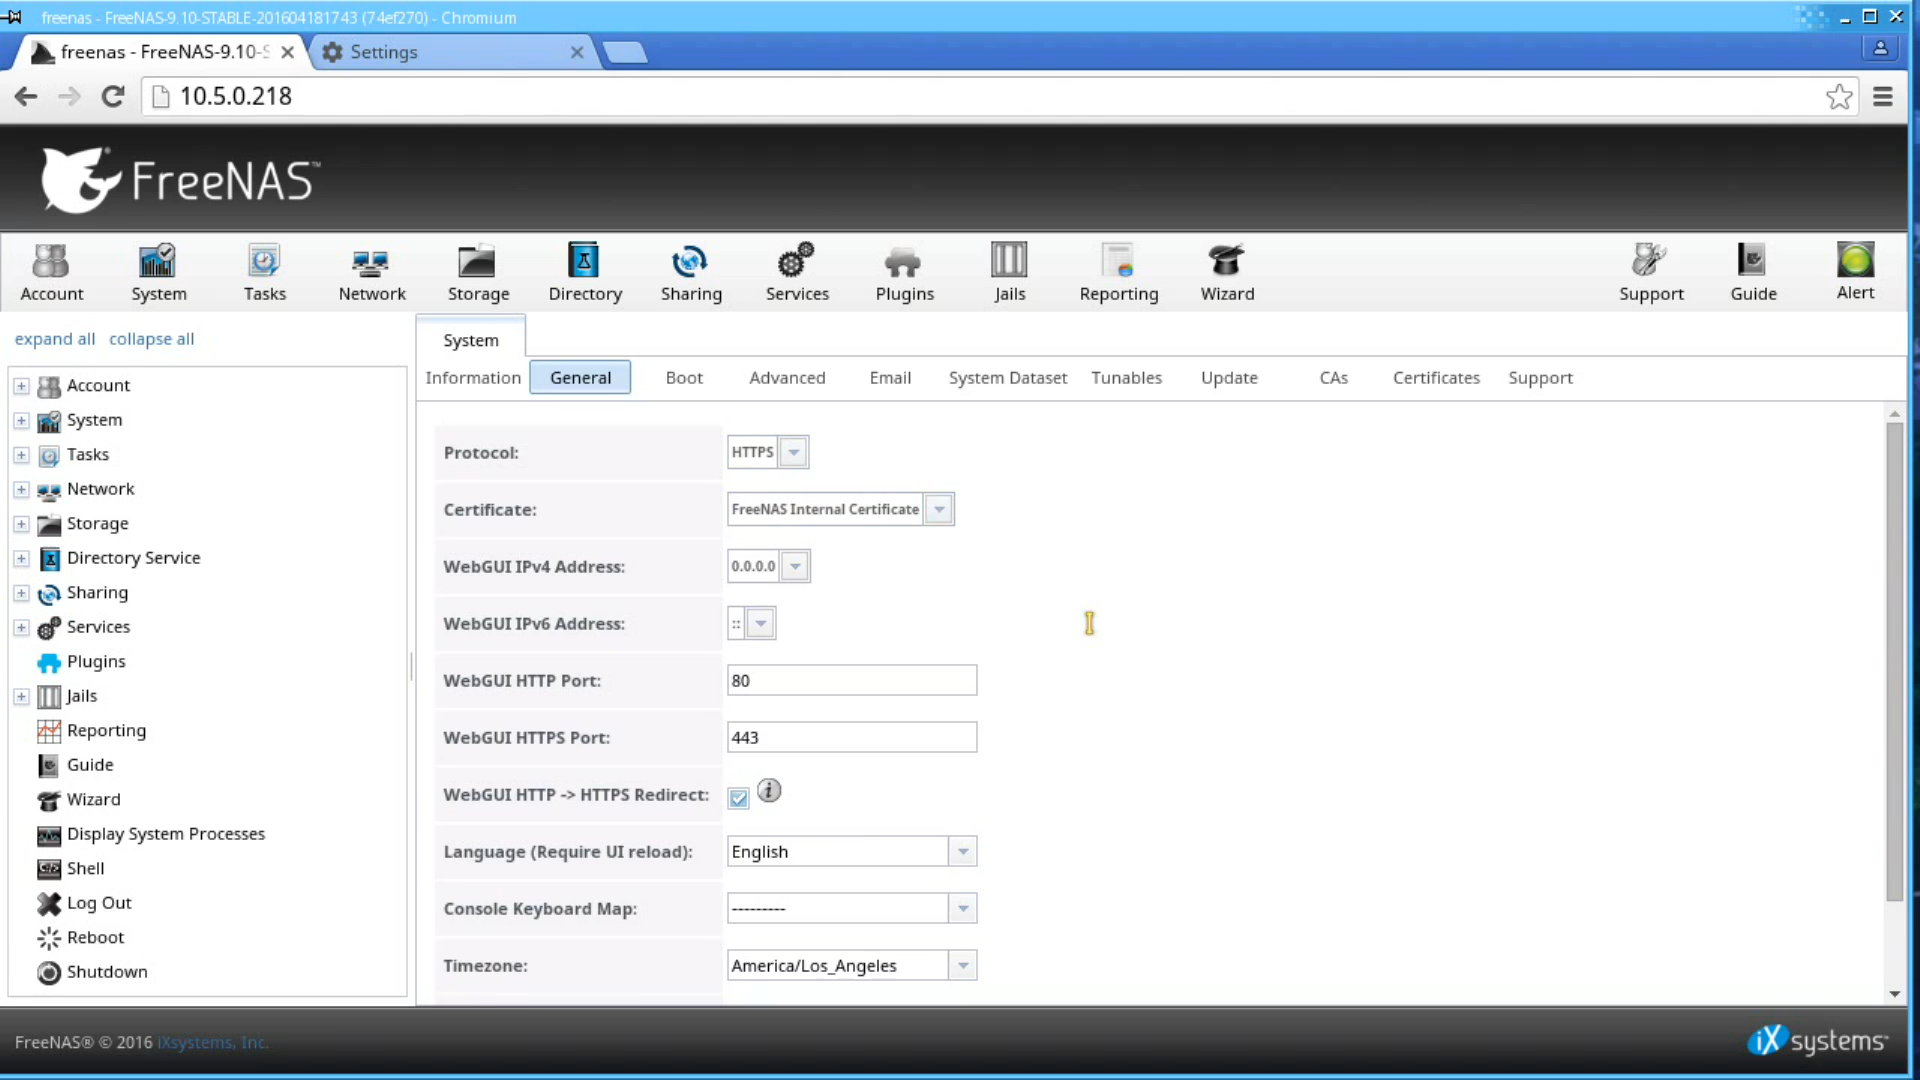 freenas - FreeNAS-9.10-STABLE-201604181743 (74ef270) - Chromium
freenas - FreeNAS-9.10-S
Settings
10.5.0.218
FreeNAS™
Account System Tasks Network Storage Directory Sharing Services Plugins Jails Reporting Wizard Support Guide Alert
expand all collapse all
System
Information General Boot Advanced Email System Dataset Tunables Update CAs Certificates Support
Account
System
Tasks
Network
Storage
Directory Service
Sharing
Services
Plugins
Jails
Reporting
Guide
Wizard
Display System Processes
Shell
Log Out
Reboot
Shutdown
Protocol: HTTPS
Certificate: FreeNAS Internal Certificate
WebGUI IPv4 Address: 0.0.0.0
WebGUI IPv6 Address: ::
WebGUI HTTP Port: 80
WebGUI HTTPS Port: 443
WebGUI HTTP -> HTTPS Redirect:
Language (Require UI reload): English
Console Keyboard Map: ---------
Timezone: America/Los_Angeles
FreeNAS® © 2016 iXsystems, Inc.
iXsystems